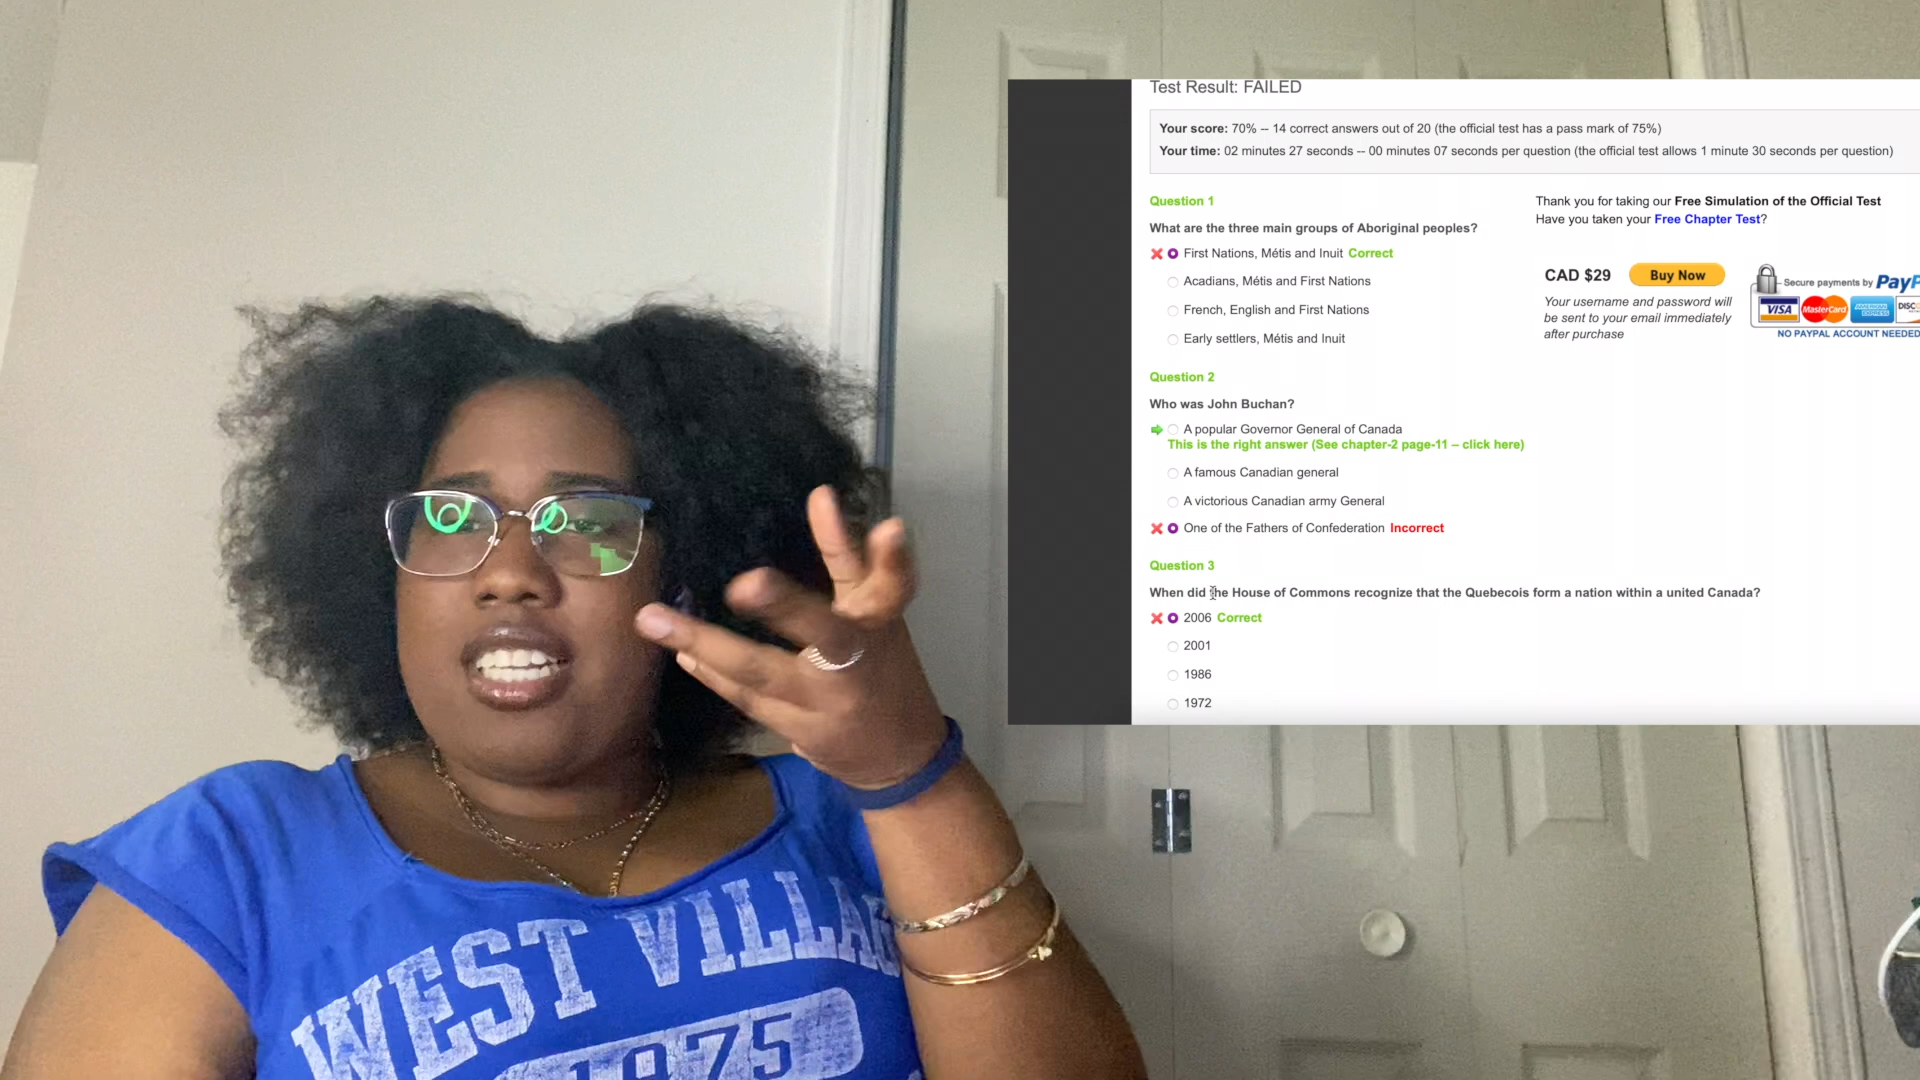 Test Result: FAILED
Your score: 70% -- 14 correct answers out of 20 (the official test has a pass mark of 75%)
Your time: 02 minutes 27 seconds -- 00 minutes 07 seconds per question (the official test allows 1 minute 30 seconds per question)
Question 1
What are the three main groups of Aboriginal peoples?
First Nations, Métis and Inuit Correct
Acadians, Métis and First Nations
French, English and First Nations
Early settlers, Métis and Inuit
Thank you for taking our Free Simulation of the Official Test
Have you taken your Free Chapter Test?
CAD $29 Buy Now
Your username and password will
be sent to your email immediately
after purchase
Secure payments by PayP
VISA MasterCard AMERICAN EXPRESS DISC
NO PAYPAL ACCOUNT NEEDED
Question 2
Who was John Buchan?
A popular Governor General of Canada
This is the right answer (See chapter-2 page-11 – click here)
A famous Canadian general
A victorious Canadian army General
One of the Fathers of Confederation Incorrect
Question 3
When did the House of Commons recognize that the Quebecois form a nation within a united Canada?
2006 Correct
2001
1986
1972
WEST VILLAG
1975